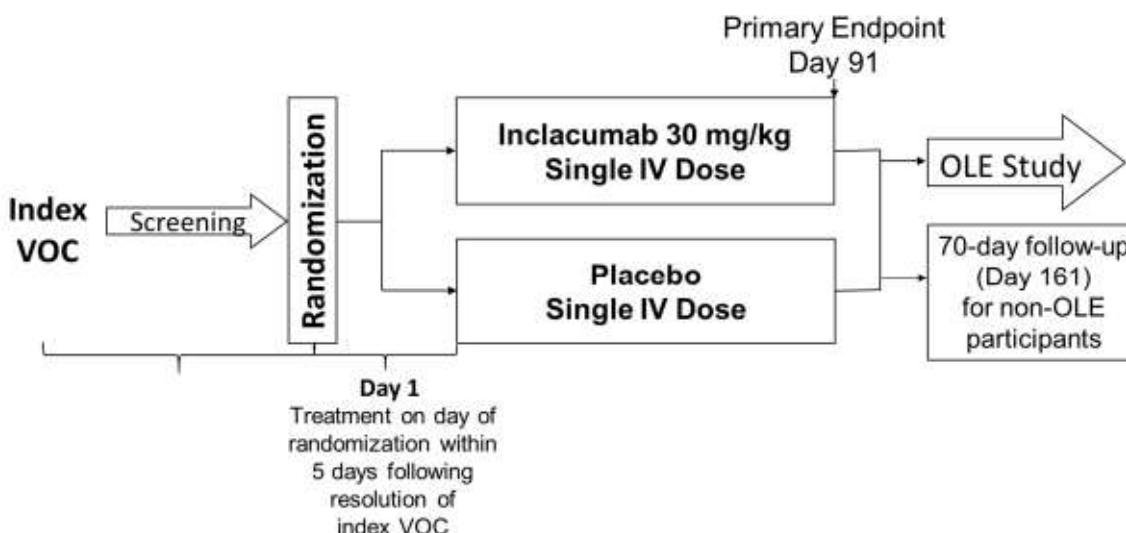 Primary Endpoint
Day 91
Index
VOC
Screening
Randomization
Inclacumab 30 mg/kg
Single IV Dose
Placebo
Single IV Dose
OLE Study
70-day follow-up
(Day 161)
for non-OLE
participants
Day 1
Treatment on day of
randomization within
5 days following
resolution of
index VOC